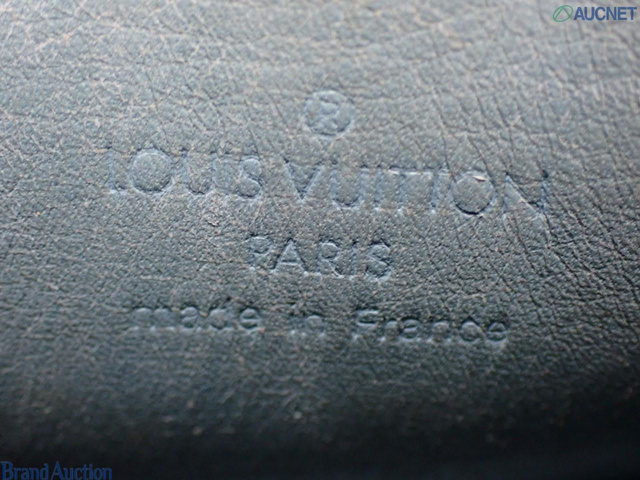 AUCNET
®
LOUIS VUITTON
PARIS
made in France
Brand Auction